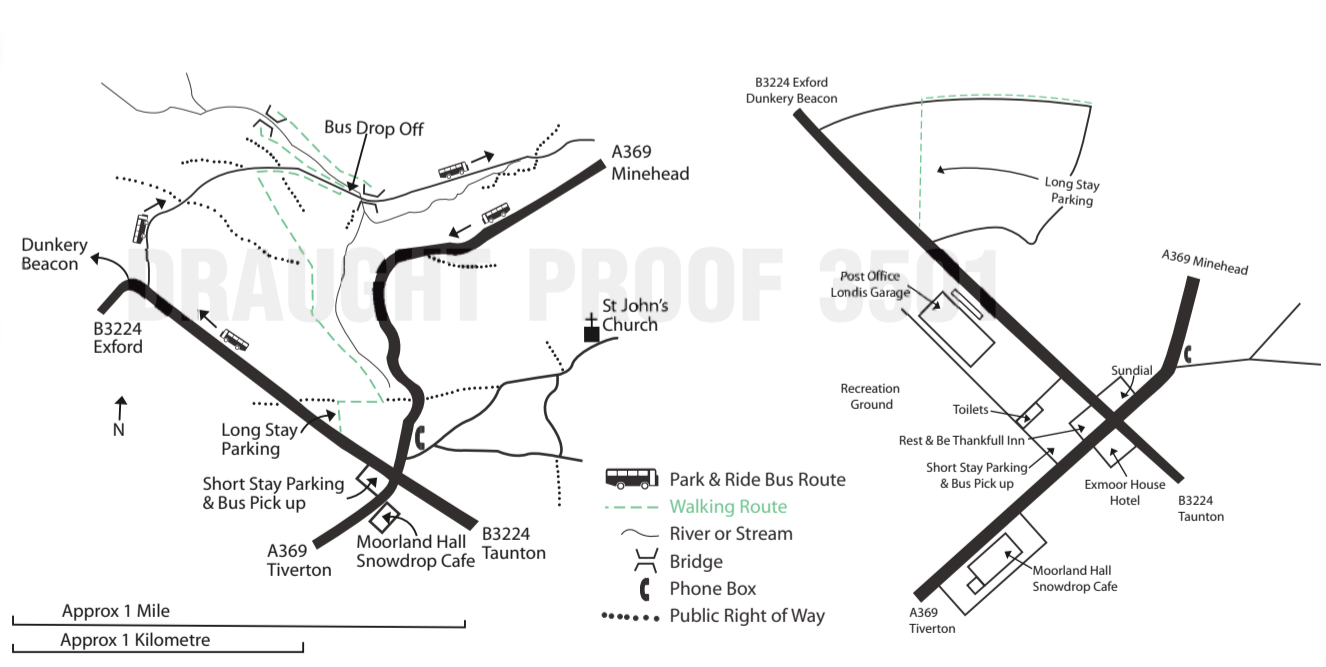 Bus Drop Off
A369
Minehead
Dunkery
Beacon
B3224
Exford
St John's
Church
N
Long Stay
Parking
Short Stay Parking
& Bus Pick up
A369
Tiverton
Moorland Hall
Snowdrop Cafe
B3224
Taunton
Approx 1 Mile
Approx 1 Kilometre
Park & Ride Bus Route
Walking Route
River or Stream
Bridge
Phone Box
Public Right of Way
DRAUGHT PROOF 3501
B3224 Exford
Dunkery Beacon
Long Stay
Parking
A369 Minehead
Post Office
Londis Garage
Sundial
Recreation
Ground
Toilets
Rest & Be Thankfull Inn
Short Stay Parking
& Bus Pick up
Exmoor House
Hotel
B3224
Taunton
Moorland Hall
Snowdrop Cafe
A369
Tiverton